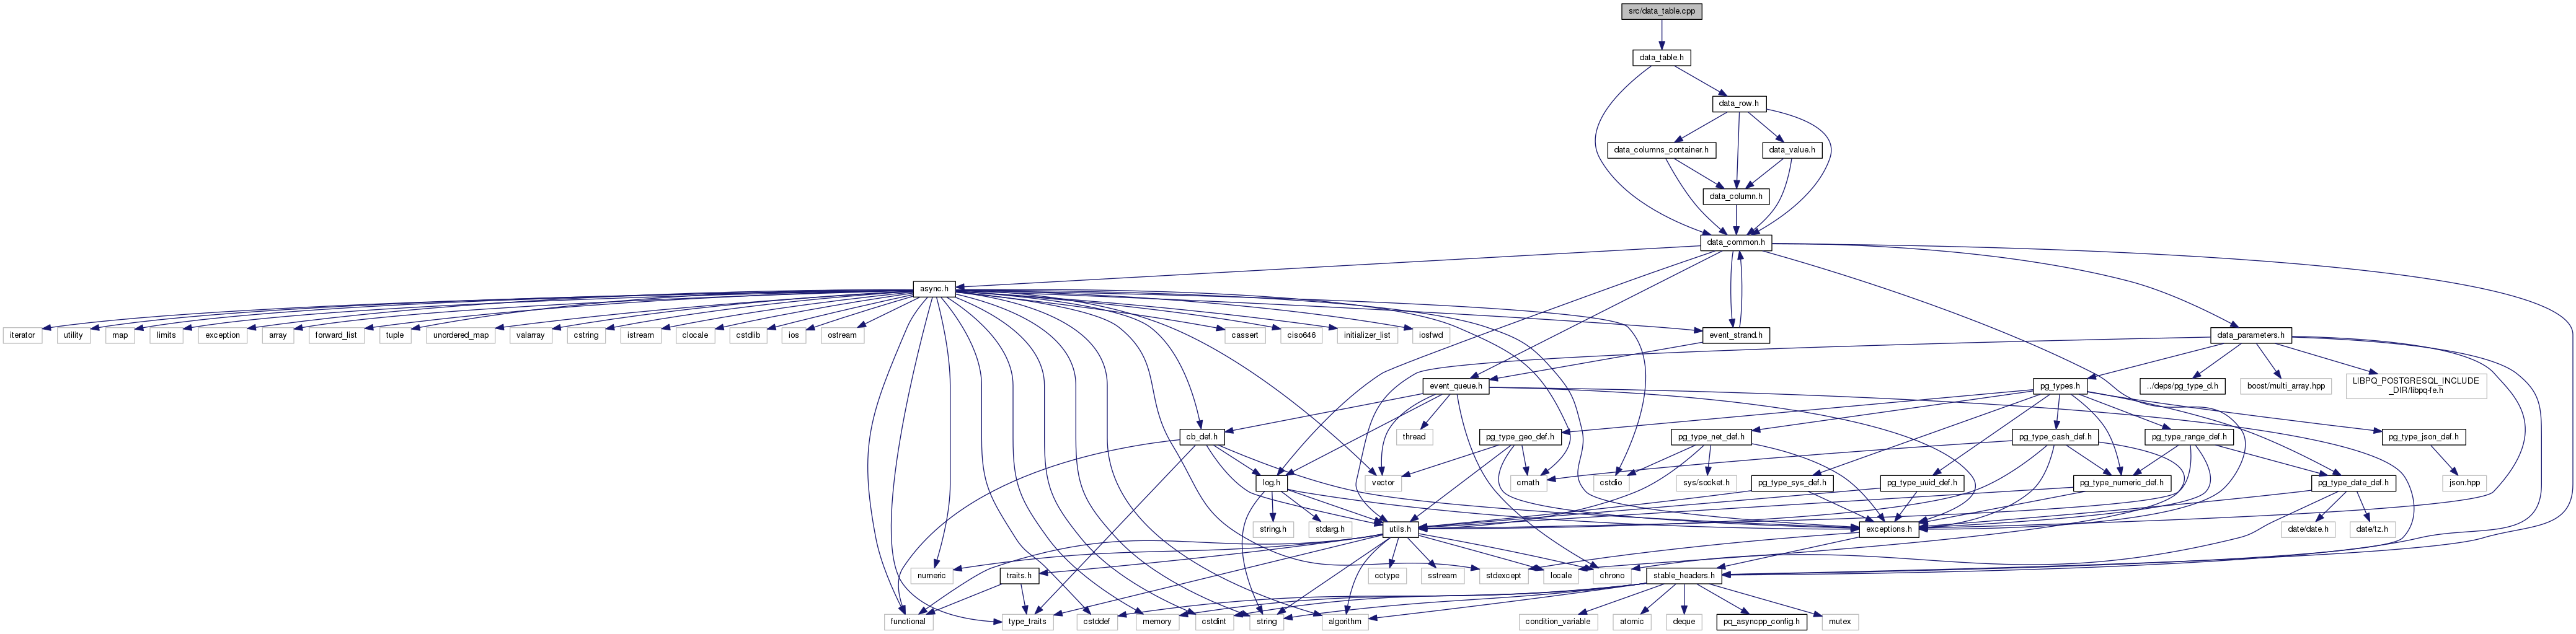 src/data_table.cpp
data_table.h
data_row.h
data_columns_container.h
data_value.h
data_column.h
data_common.h
async.h
iterator
utility
map
limits
exception
array
forward_list
tuple
unordered_map
valarray
cstring
istream
clocale
cstdlib
ios
ostream
cassert
ciso646
initializer_list
iosfwd
event_strand.h
data_parameters.h
event_queue.h
pg_types.h
../deps/pg_type_d.h
boost/multi_array.hpp
LIBPQ_POSTGRESQL_INCLUDE
_DIR/libpq-fe.h
cb_def.h
thread
pg_type_geo_def.h
pg_type_net_def.h
pg_type_cash_def.h
pg_type_range_def.h
pg_type_json_def.h
log.h
vector
cmath
cstdio
sys/socket.h
pg_type_sys_def.h
pg_type_uuid_def.h
pg_type_numeric_def.h
pg_type_date_def.h
json.hpp
string.h
stdarg.h
utils.h
exceptions.h
date/date.h
date/tz.h
numeric
traits.h
cctype
sstream
stdexcept
locale
chrono
stable_headers.h
functional
type_traits
cstddef
memory
cstdint
string
algorithm
condition_variable
atomic
deque
pq_asyncpp_config.h
mutex